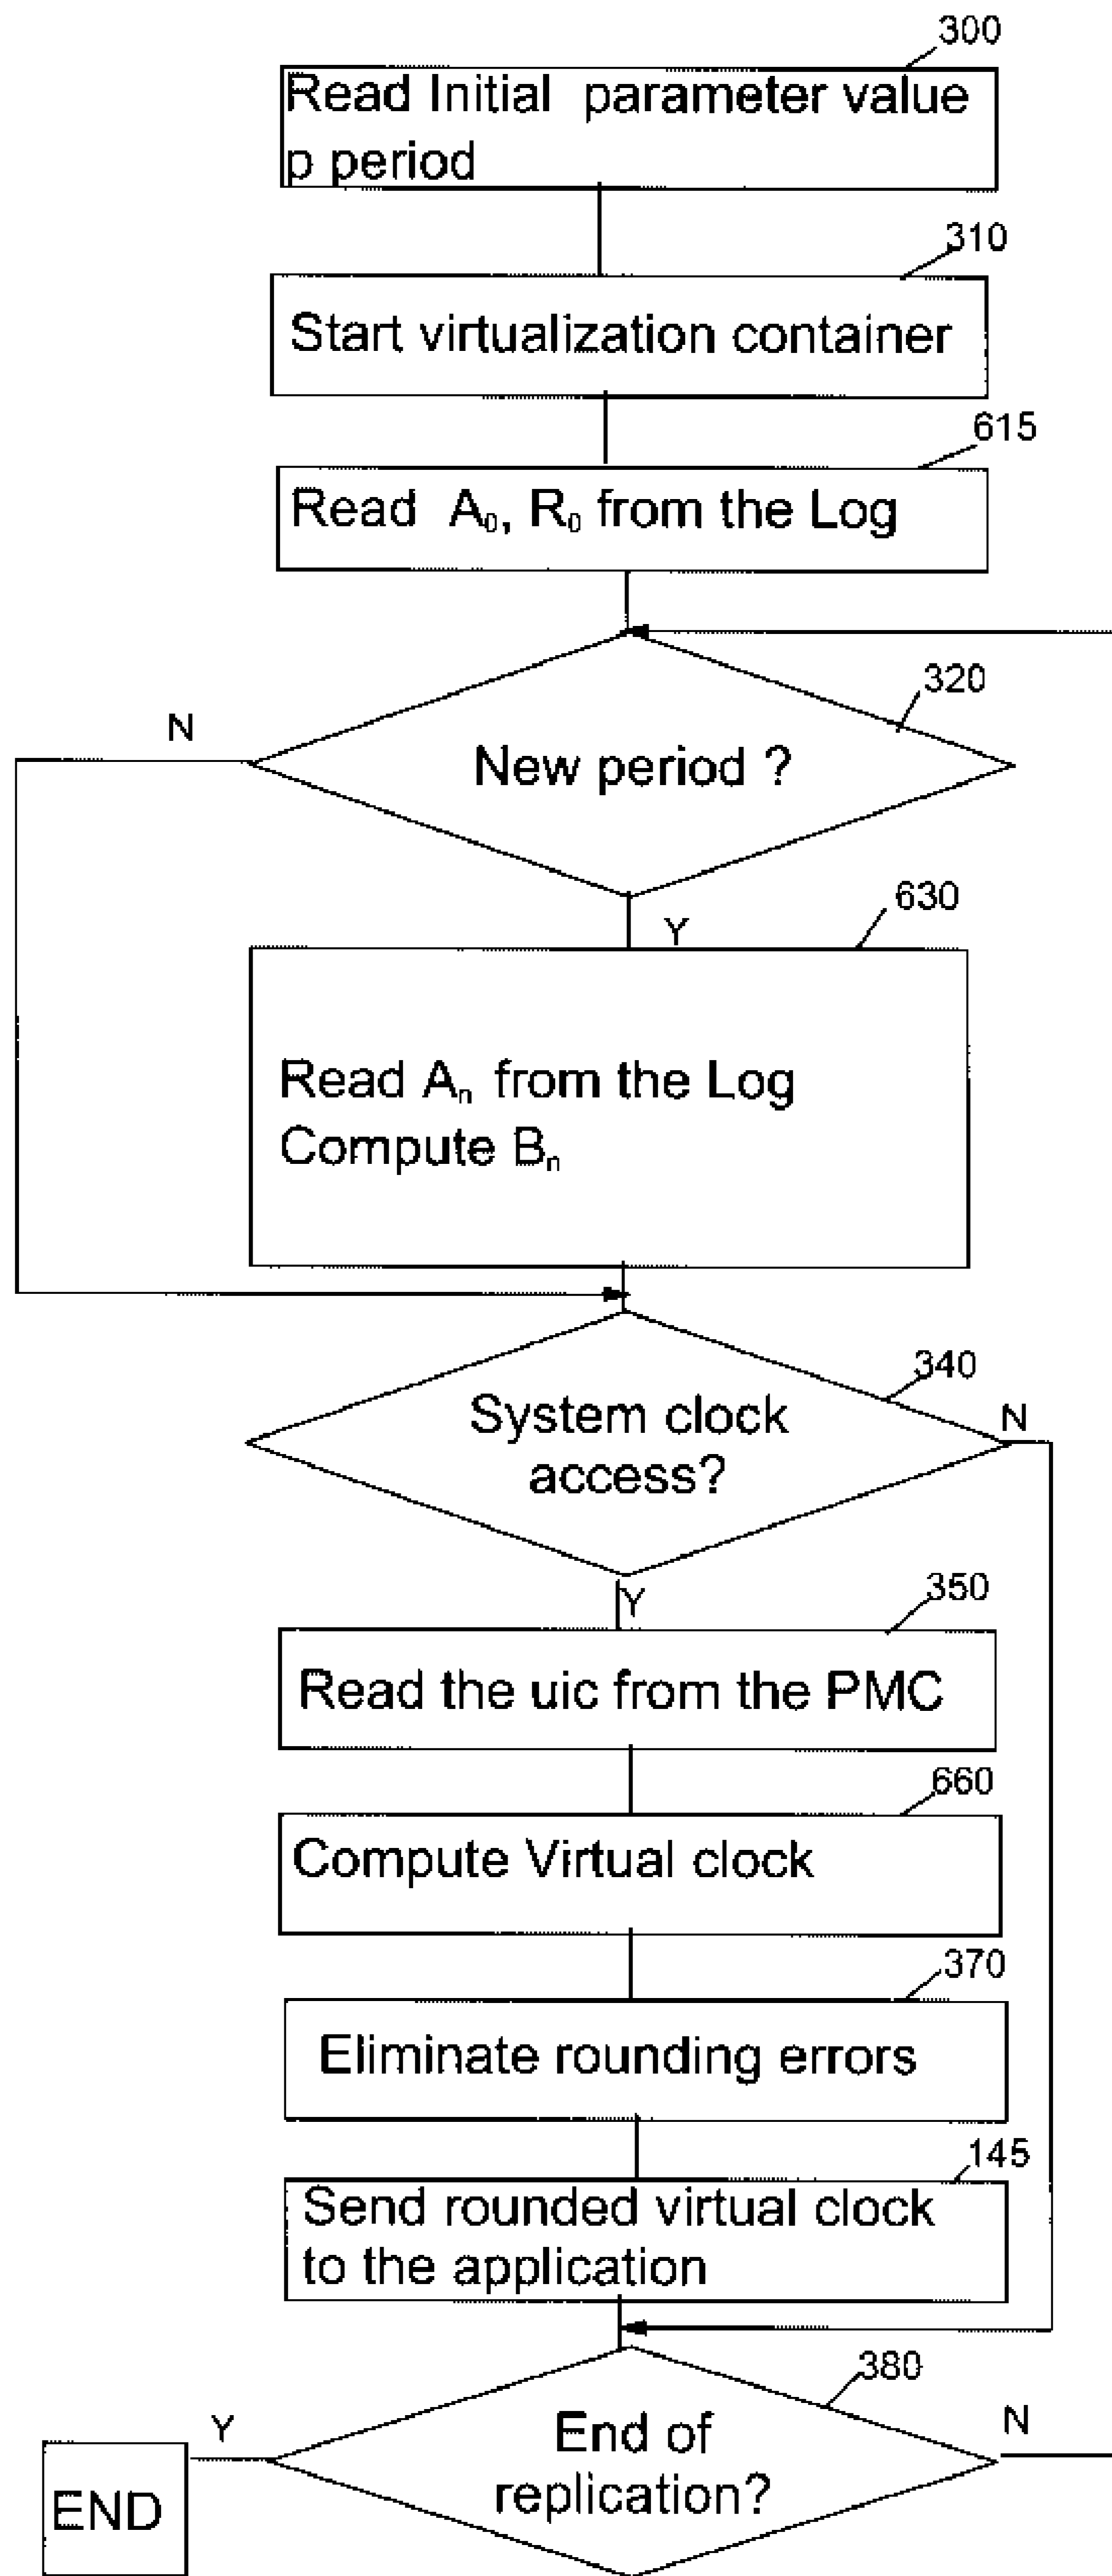 300
Read Initial parameter value
p period
310
Start virtualization container
615
Read A₀, R₀ from the Log
320
N
New period ?
630
Y
Read Aₙ from the Log
Compute Bₙ
340
System clock
N
access?
Y
350
Read the uic from the PMC
660
Compute Virtual clock
370
Eliminate rounding errors
145
Send rounded virtual clock
to the application
380
Y
End of
N
replication?
END